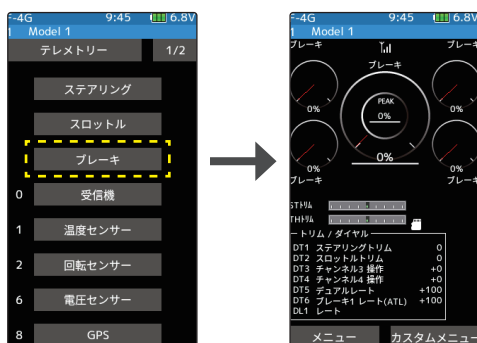 F-4G 9:45 6.8V
1 Model 1
テレメトリー 1/2
ステアリング
スロットル
ブレーキ
0 受信機
1 温度センサー
2 回転センサー
6 電圧センサー
8 GPS
F-4G 9:45 6.8V
1 Model 1
ブレーキ ブレーキ
ブレーキ
PEAK
0%
0% 0%
0%
0% 0%
ブレーキ ブレーキ
STトリム 5
THトリム 5
トリム / ダイヤル
DT1 ステアリングトリム 0
DT2 スロットルトリム 0
DT3 チャンネル3 操作 +0
DT4 チャンネル4 操作 +0
DT5 デュアルレート +100
DT6 ブレーキ1 レート(ATL) +100
DL1 レート
メニュー カスタムメニュー